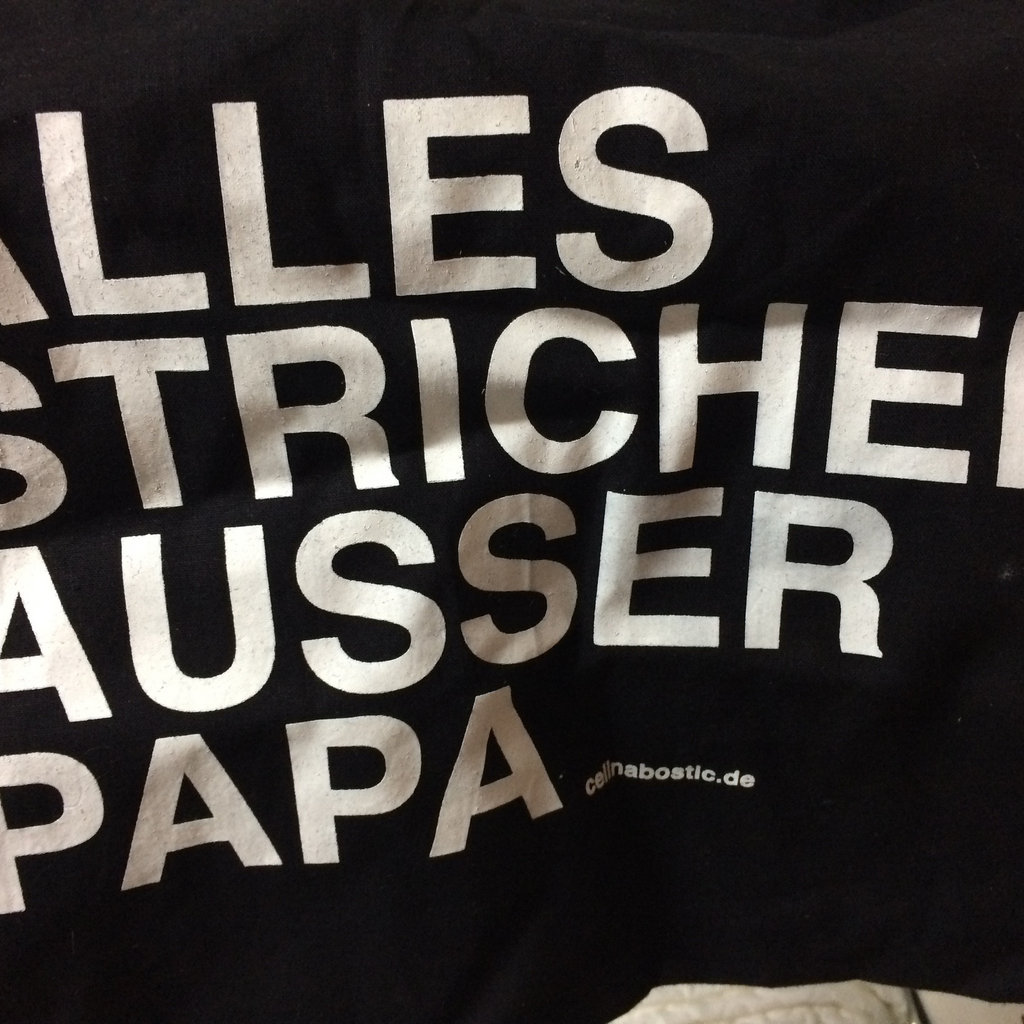 ALLES
STRICHE
AUSSER
PAPA
celinabostic.de